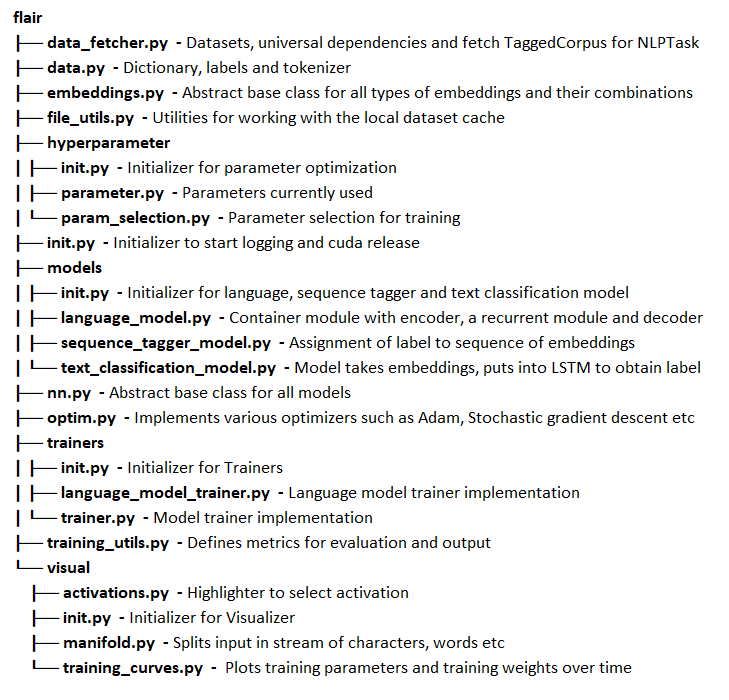 flair
├── data_fetcher.py - Datasets, universal dependencies and fetch TaggedCorpus for NLPTask
├── data.py - Dictionary, labels and tokenizer
├── embeddings.py - Abstract base class for all types of embeddings and their combinations
├── file_utils.py - Utilities for working with the local dataset cache
├── hyperparameter
| ├── init.py - Initializer for parameter optimization
| ├── parameter.py - Parameters currently used
| └── param_selection.py - Parameter selection for training
├── init.py - Initializer to start logging and cuda release
├── models
| ├── init.py - Initializer for language, sequence tagger and text classification model
| ├── language_model.py - Container module with encoder, a recurrent module and decoder
| ├── sequence_tagger_model.py - Assignment of label to sequence of embeddings
| └── text_classification_model.py - Model takes embeddings, puts into LSTM to obtain label
├── nn.py - Abstract base class for all models
├── optim.py - Implements various optimizers such as Adam, Stochastic gradient descent etc
├── trainers
| ├── init.py - Initializer for Trainers
| ├── language_model_trainer.py - Language model trainer implementation
| └── trainer.py - Model trainer implementation
├── training_utils.py - Defines metrics for evaluation and output
└── visual
├── activations.py - Highlighter to select activation
├── init.py - Initializer for Visualizer
├── manifold.py - Splits input in stream of characters, words etc
└── training_curves.py - Plots training parameters and training weights over time